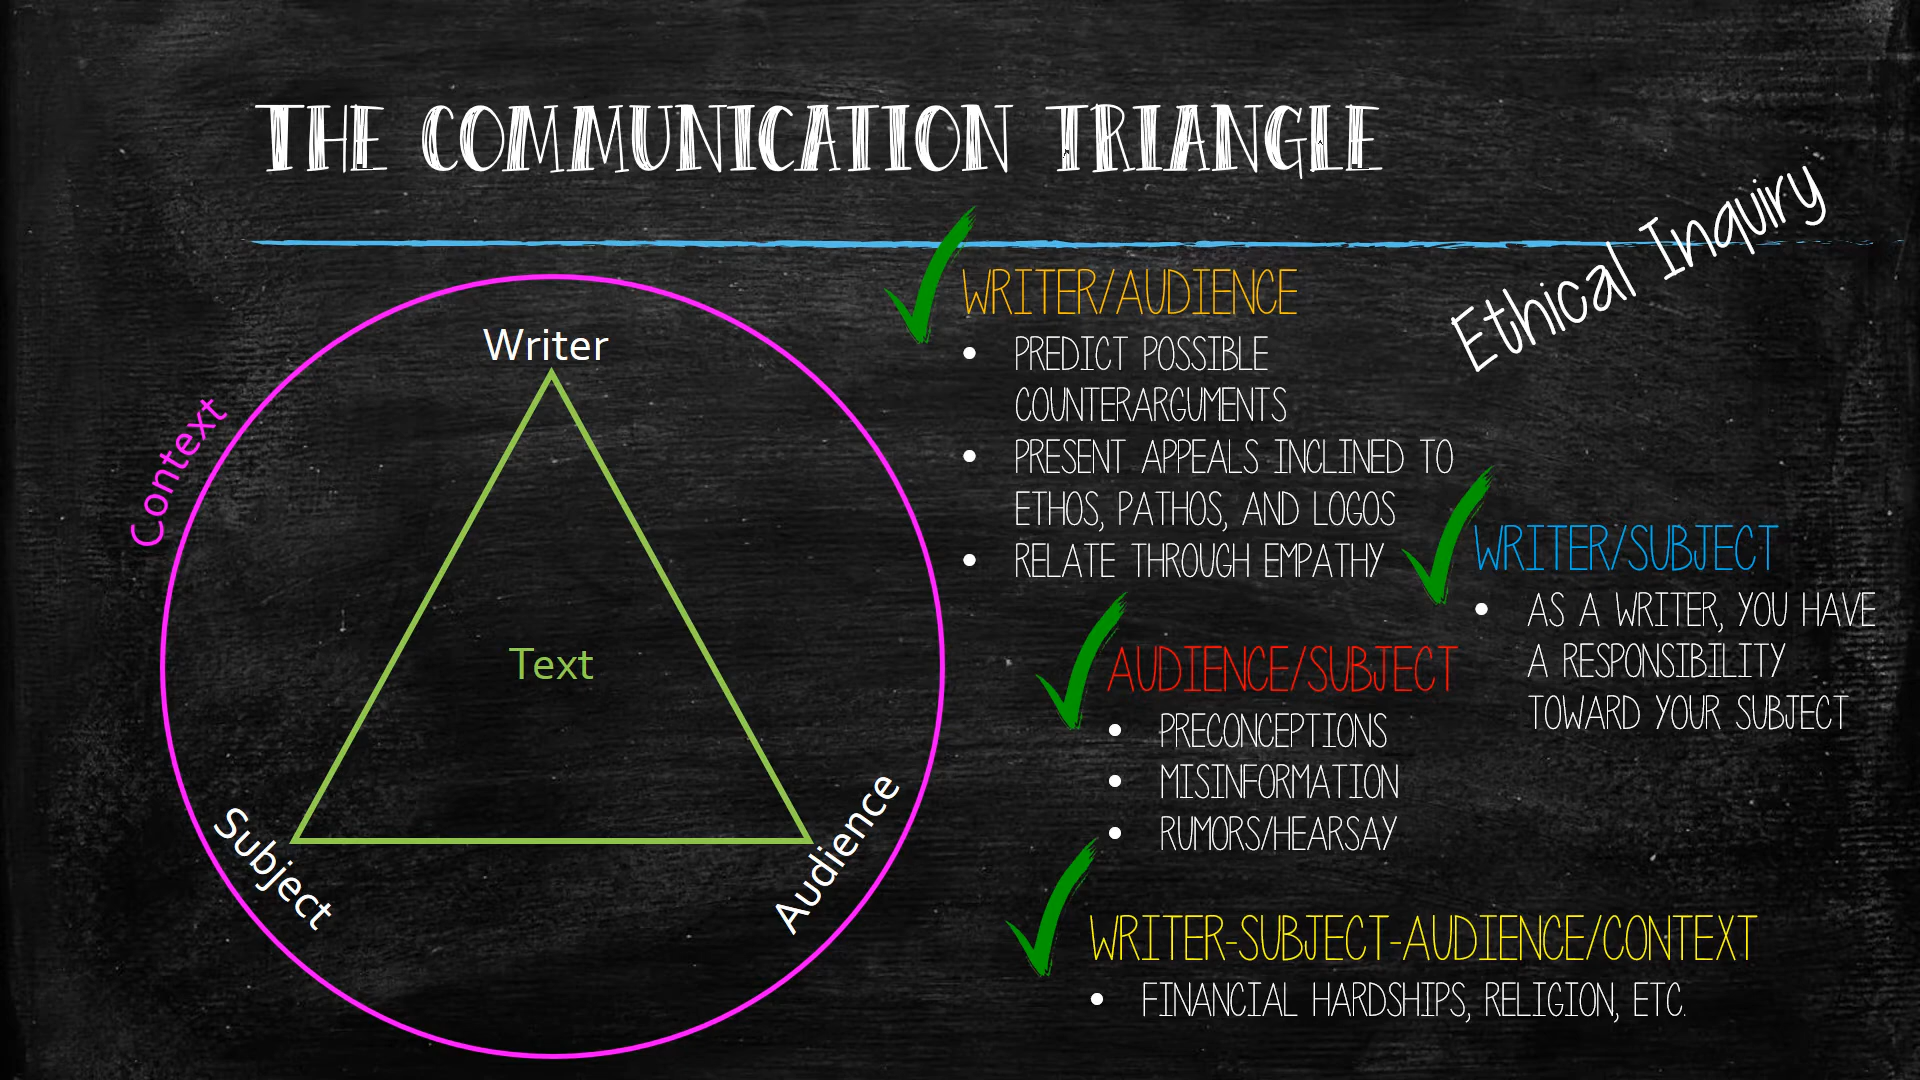 THE COMMUNICATION TRIANGLE
Ethical Inquiry
Context
Writer
Text
Subject
Audience
WRITER/AUDIENCE
• PREDICT POSSIBLE
COUNTERARGUMENTS
• PRESENT APPEALS INCLINED TO
ETHOS, PATHOS, AND LOGOS
• RELATE THROUGH EMPATHY
WRITER/SUBJECT
• AS A WRITER, YOU HAVE
A RESPONSIBILITY
TOWARD YOUR SUBJECT
AUDIENCE/SUBJECT
• PRECONCEPTIONS
• MISINFORMATION
• RUMORS/HEARSAY
WRITER-SUBJECT-AUDIENCE/CONTEXT
• FINANCIAL HARDSHIPS, RELIGION, ETC.